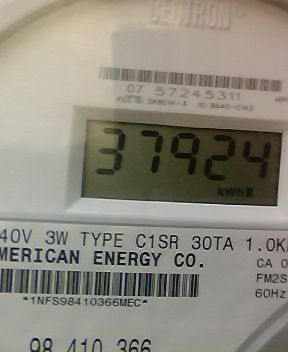 CENTRON
07 57245311
37924
kWh
40V 3W TYPE C1SR 30TA 1.0K
MERICAN ENERGY CO.
CA 0
FM2S
60Hz
*1NFS98410366MEC*
98 410 366